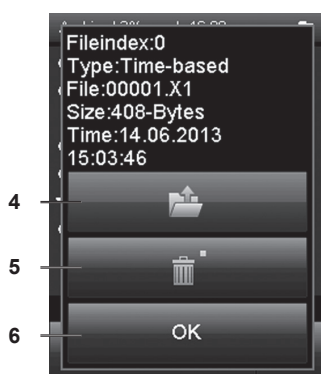 Fileindex:0
Type:Time-based
File:00001.X1
Size:408-Bytes
Time:14.06.2013
15:03:46
4
5
6 OK